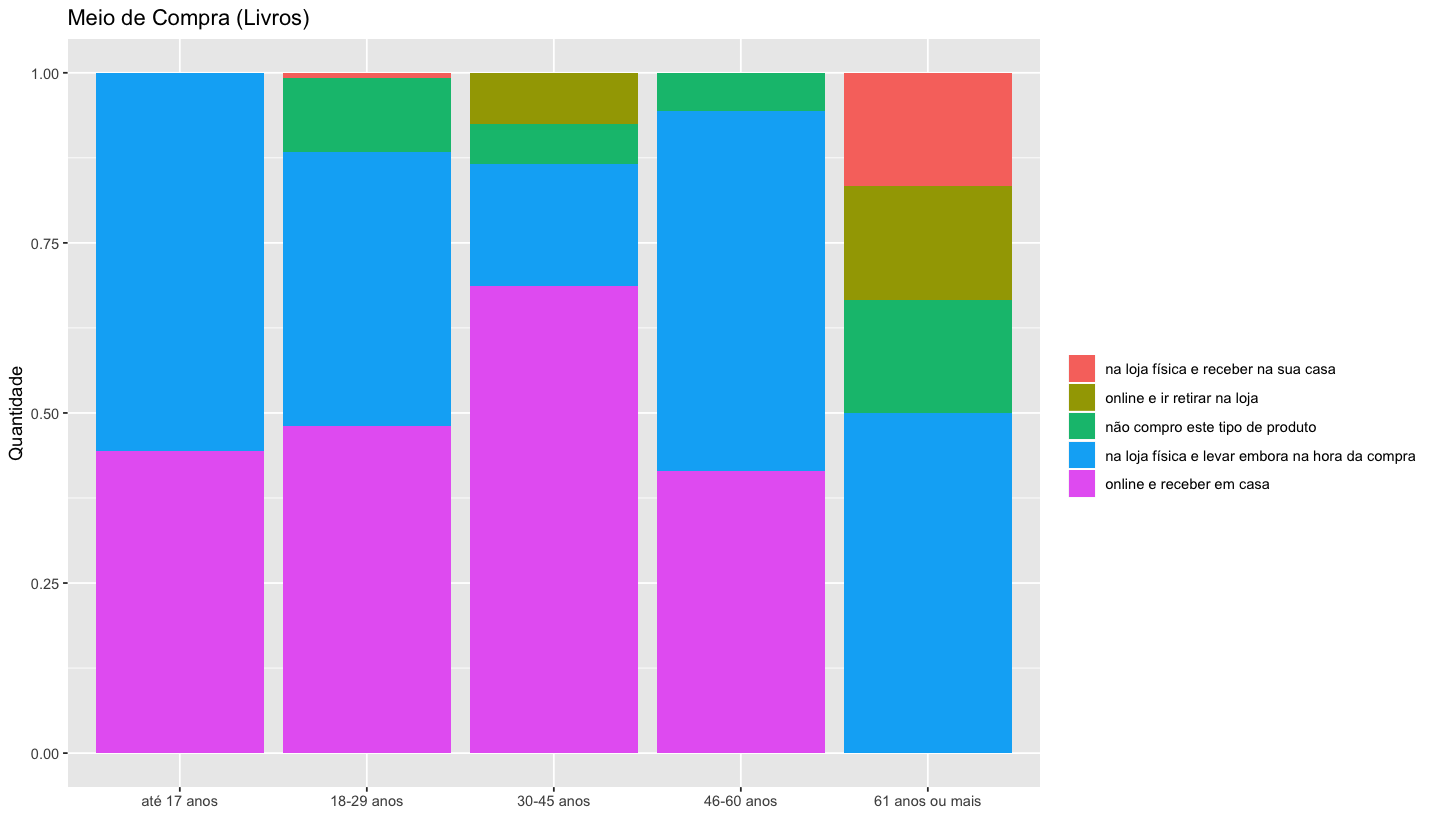 Meio de Compra (Livros)
Quantidade
1.00
0.75
0.50
0.25
0.00
até 17 anos
18-29 anos
30-45 anos
46-60 anos
61 anos ou mais
na loja física e receber na sua casa
online e ir retirar na loja
não compro este tipo de produto
na loja física e levar embora na hora da compra
online e receber em casa